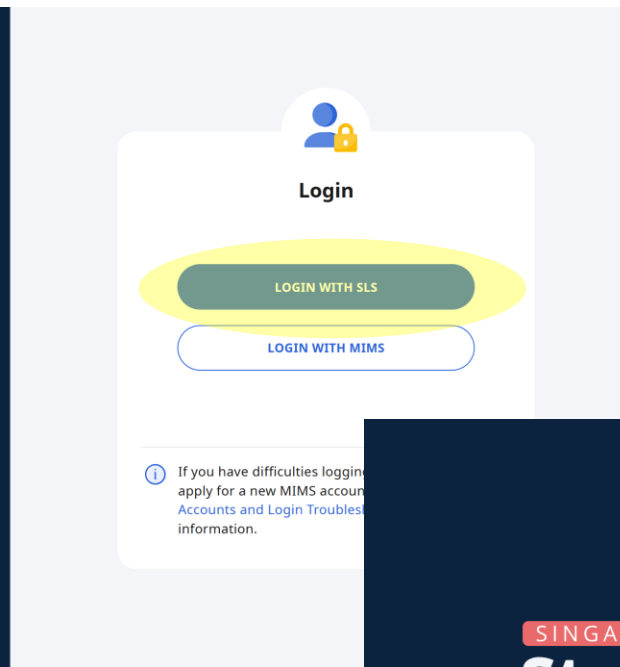 Login
LOGIN WITH SLS
LOGIN WITH MIMS
If you have difficulties logging
apply for a new MIMS accoun
Accounts and Login Troubles
information.
SINGA